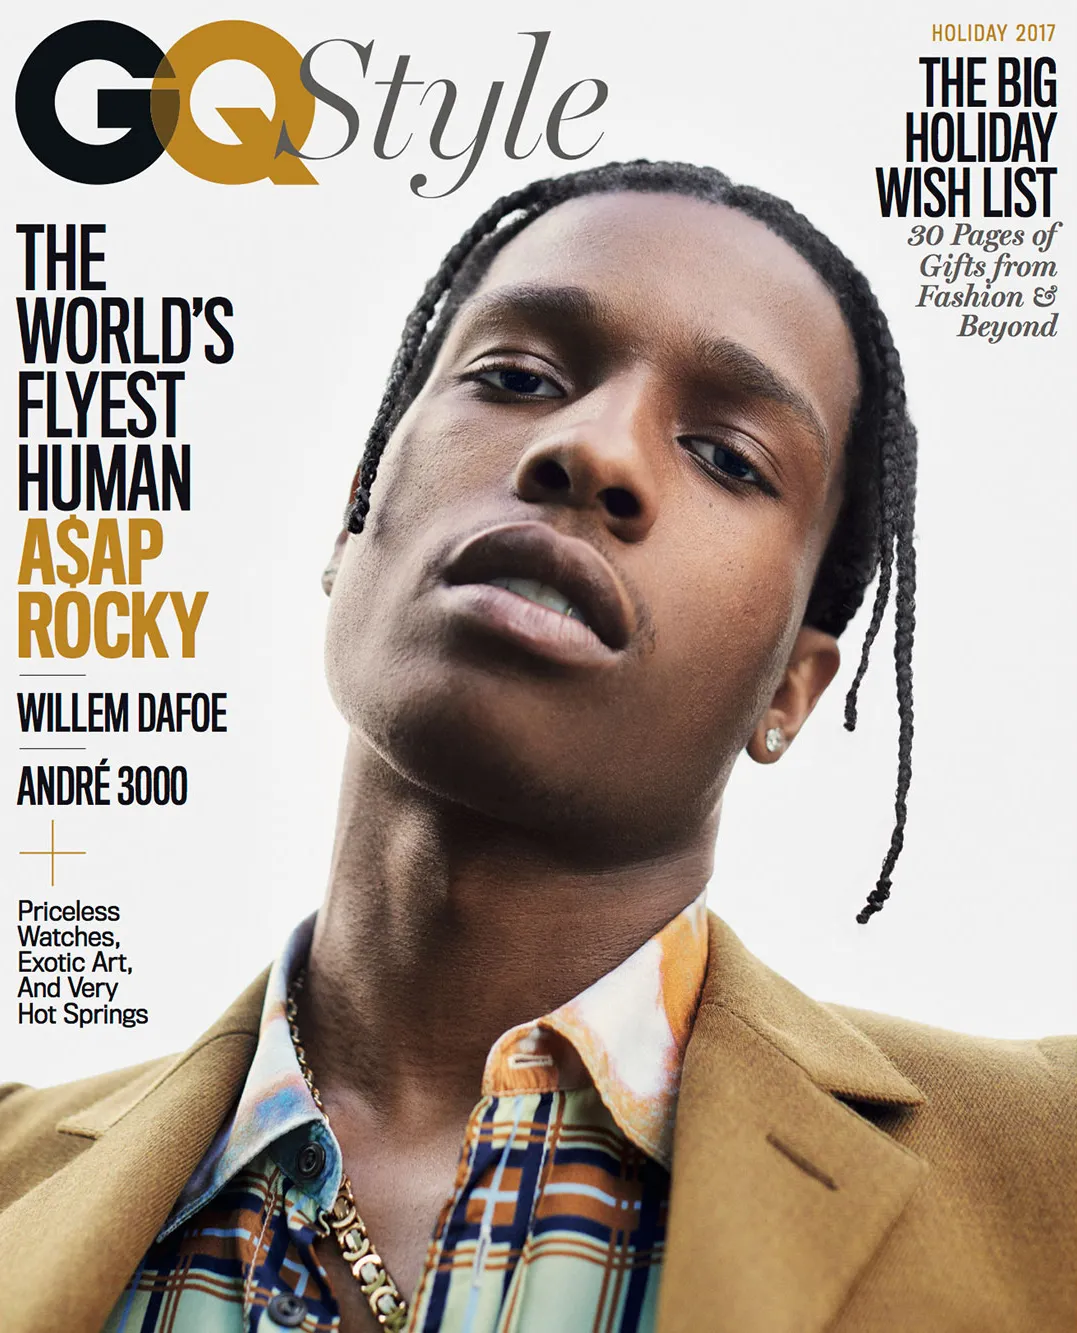 GQ Style
HOLIDAY 2017
THE BIG
HOLIDAY
WISH LIST
30 Pages of
Gifts from
Fashion &
Beyond
THE
WORLD'S
FLYEST
HUMAN
A$AP
ROCKY
WILLEM DAFOE
ANDRÉ 3000
+
Priceless
Watches,
Exotic Art,
And Very
Hot Springs